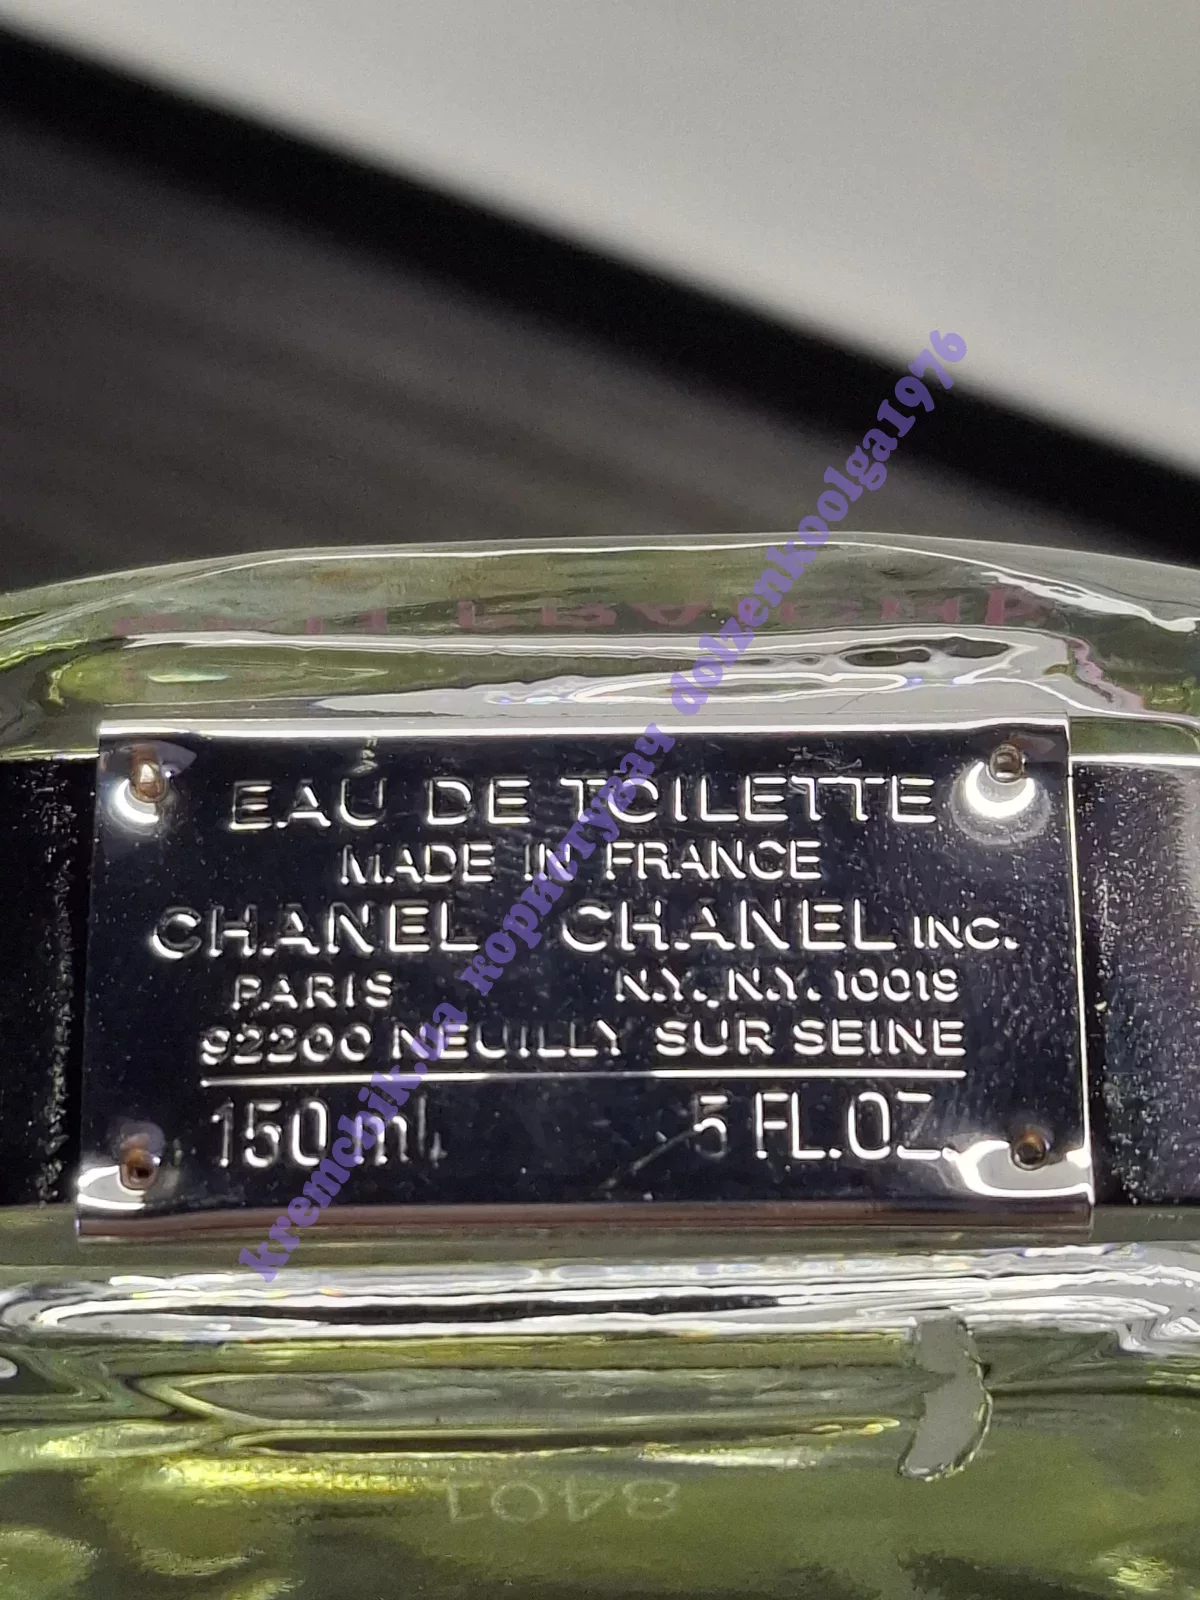 EAU DE TOILETTE
MADE IN FRANCE
CHANEL CHANEL INC.
PARIS N.Y., N.Y. 10019
92200 NEUILLY SUR SEINE
150 ml 5 FL.OZ.
8401
kremchik.ua користувач dolzenkoolga1976